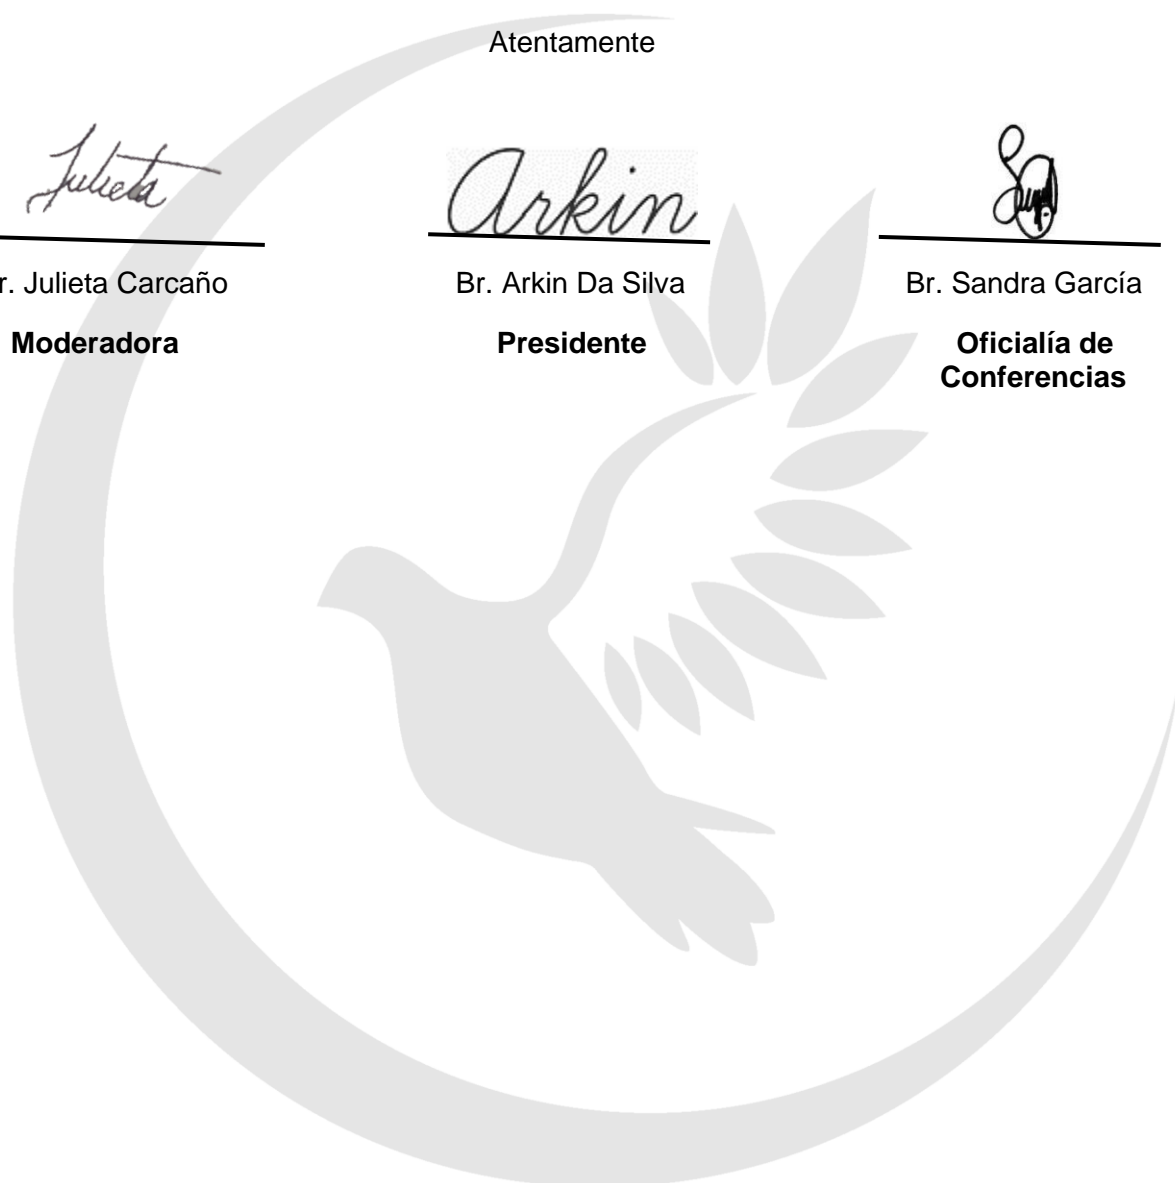 Atentamente
Julieta
Arkin
r. Julieta Carcaño
Br. Arkin Da Silva
Br. Sandra García
Moderadora
Presidente
Oficialía de
Conferencias